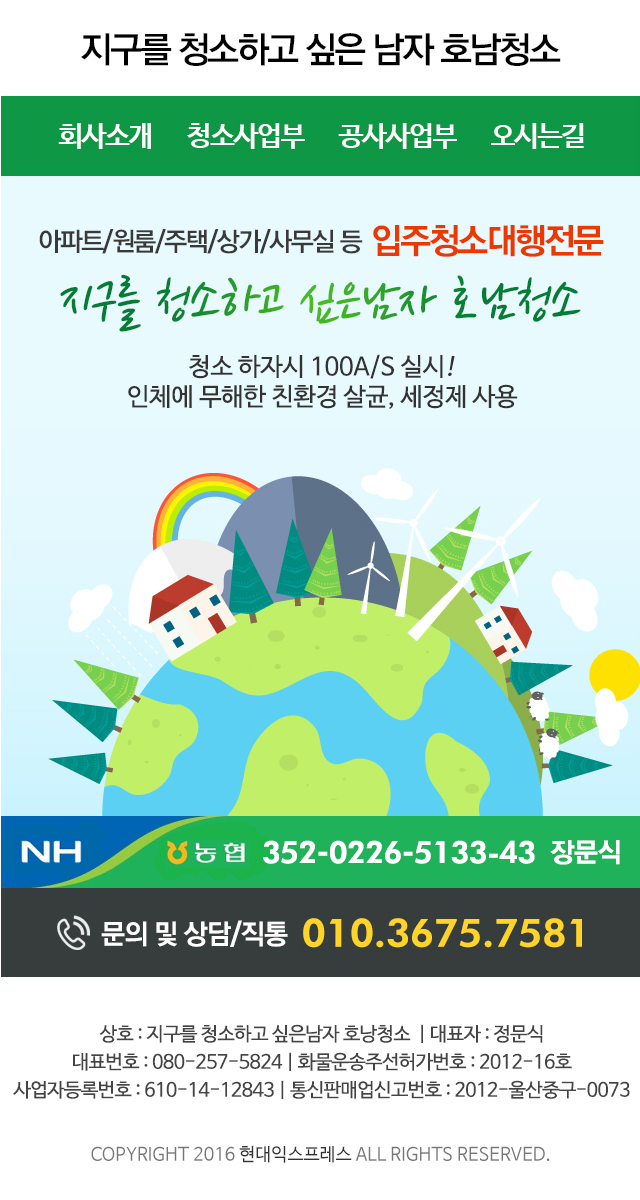 지구를 청소하고 싶은 남자 호남청소
회사소개 청소사업부 공사사업부 오시는길
아파트/원룸/주택/상가/사무실 등 입주청소대행전문
지구를 청소하고 싶은남자 호남청소
청소 하자시 100A/S 실시!
인체에 무해한 친환경 살균, 세정제 사용
NH 농협 352-0226-5133-43 장문식
문의 및 상담/직통 010.3675.7581
상호 : 지구를 청소하고 싶은남자 호낭청소 | 대표자 : 정문식
대표번호 : 080-257-5824 | 화물운송주선허가번호 : 2012-16호
사업자등록번호 : 610-14-12843 | 통신판매업신고번호 : 2012-울산중구-0073
COPYRIGHT 2016 현대익스프레스 ALL RIGHTS RESERVED.